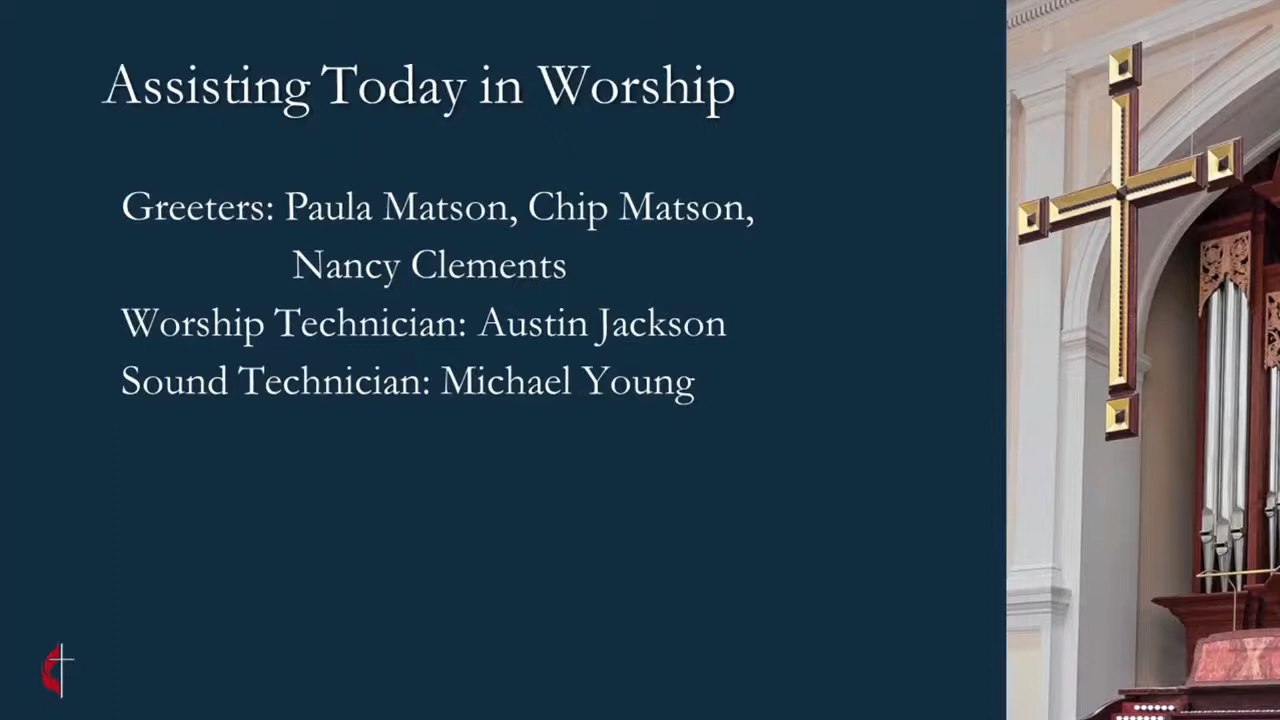 Assisting Today in Worship
Greeters: Paula Matson, Chip Matson,
Nancy Clements
Worship Technician: Austin Jackson
Sound Technician: Michael Young